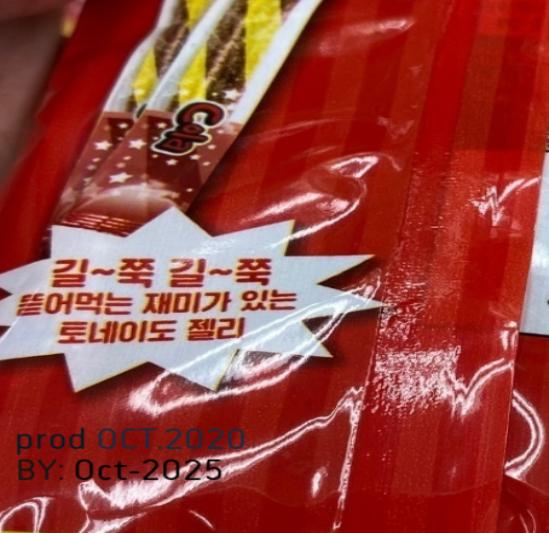 Cola
길~쭉 길~쭉
뜯어먹는 재미가 있는
토네이도 젤리
prod OCT.2020
BY: Oct-2025